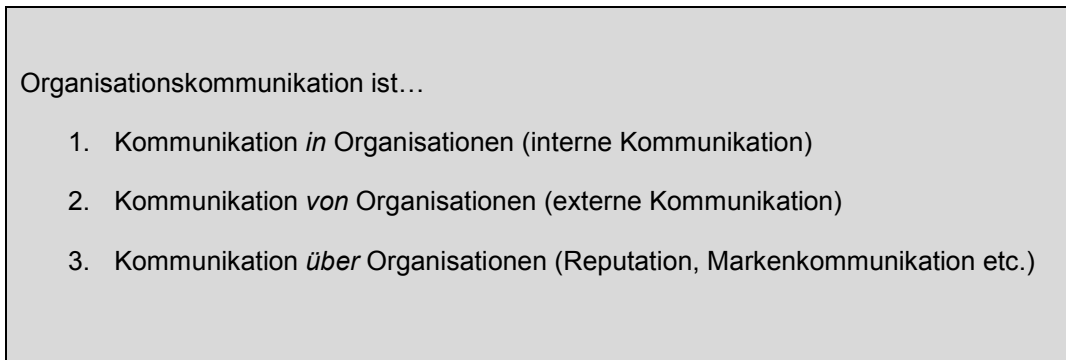 Organisationskommunikation ist…
1. Kommunikation in Organisationen (interne Kommunikation)
2. Kommunikation von Organisationen (externe Kommunikation)
3. Kommunikation über Organisationen (Reputation, Markenkommunikation etc.)